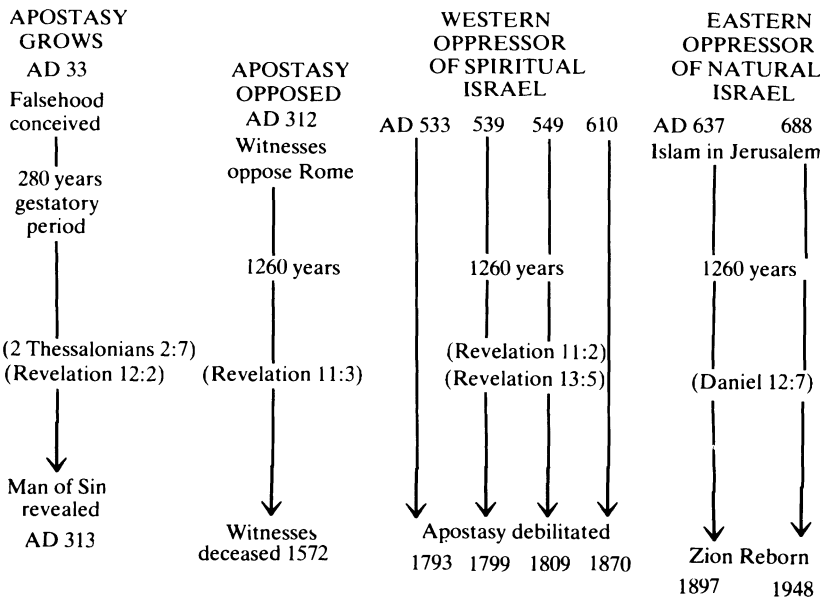 APOSTASY
GROWS
AD 33
Falsehood
conceived
280 years
gestatory
period
(2 Thessalonians 2:7)
(Revelation 12:2)
Man of Sin
revealed
AD 313
APOSTASY
OPPOSED
AD 312
Witnesses
oppose Rome
1260 years
(Revelation 11:3)
Witnesses
deceased 1572
WESTERN
OPPRESSOR
OF SPIRITUAL
ISRAEL
AD 533 539 549 610
1260 years
(Revelation 11:2)
(Revelation 13:5)
Apostasy debilitated
1793 1799 1809 1870
EASTERN
OPPRESSOR
OF NATURAL
ISRAEL
AD 637 688
Islam in Jerusalem
1260 years
(Daniel 12:7)
Zion Reborn
1897 1948